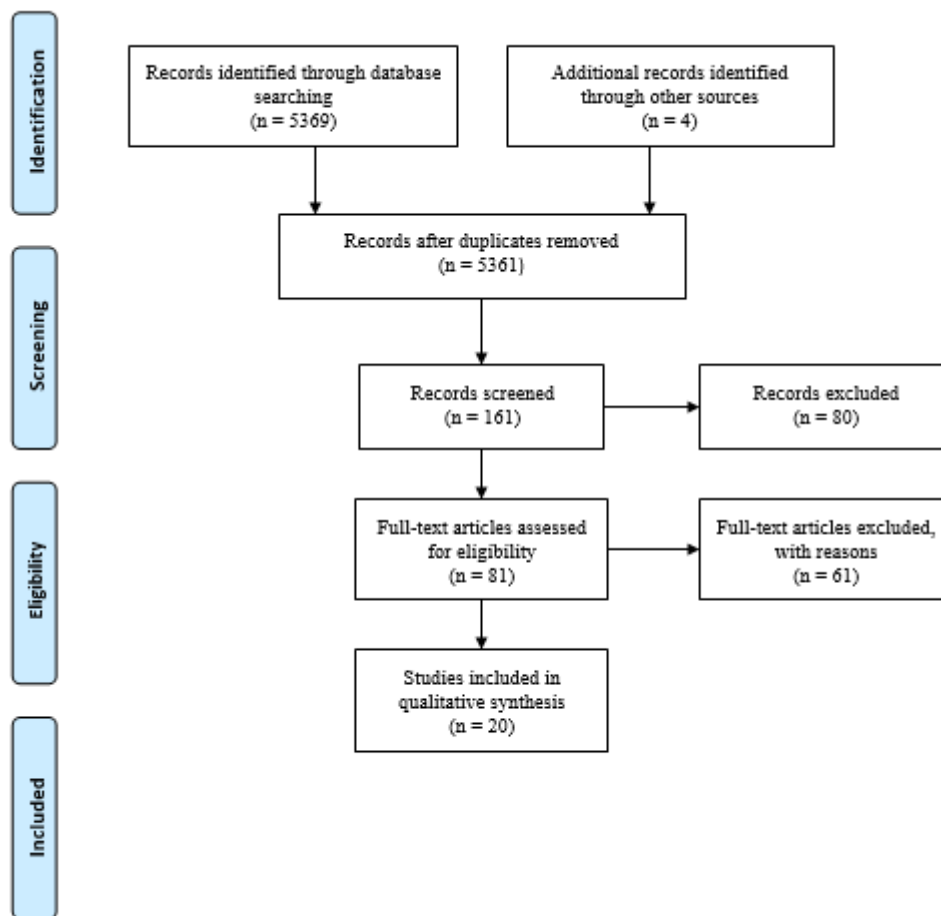 Identification
Records identified through database
searching
(n = 5369)
Additional records identified
through other sources
(n = 4)
Records after duplicates removed
(n = 5361)
Screening
Records screened
(n = 161)
Records excluded
(n = 80)
Eligibility
Full-text articles assessed
for eligibility
(n = 81)
Full-text articles excluded,
with reasons
(n = 61)
Studies included in
qualitative synthesis
(n = 20)
Included